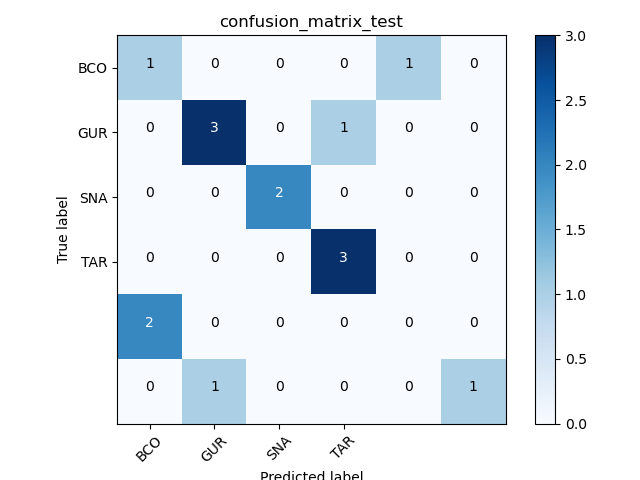 confusion_matrix_test
BCO 1 0 0 0 1 0
GUR 0 3 0 1 0 0
SNA 0 0 2 0 0 0
TAR 0 0 0 3 0 0
2 0 0 0 0 0
0 1 0 0 0 1
BCO GUR SNA TAR
True label
Predicted label
3.0
2.5
2.0
1.5
1.0
0.5
0.0